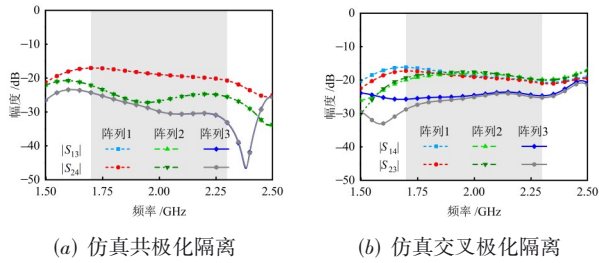 0
−10
−20
−30
−40
−50
幅度 /dB
阵列1 阵列2 阵列3
|S13|
|S24|
1.50 1.75 2.00 2.25 2.50
频率 /GHz
(a) 仿真共极化隔离
0
−10
−20
−30
−40
−50
幅度 /dB
阵列1 阵列2 阵列3
|S14|
|S23|
1.50 1.75 2.00 2.25 2.50
频率 /GHz
(b) 仿真交叉极化隔离